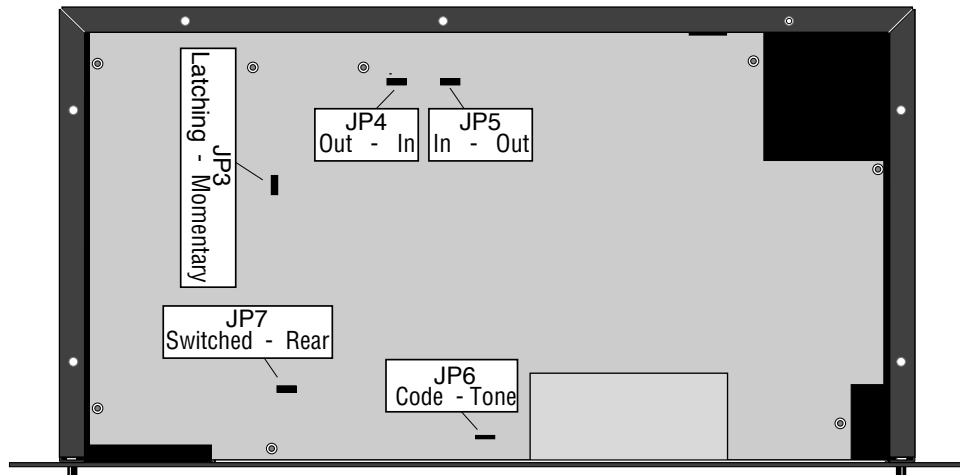 JP4
Out - In
JP5
In - Out
JP3
Latching - Momentary
JP7
Switched - Rear
JP6
Code - Tone